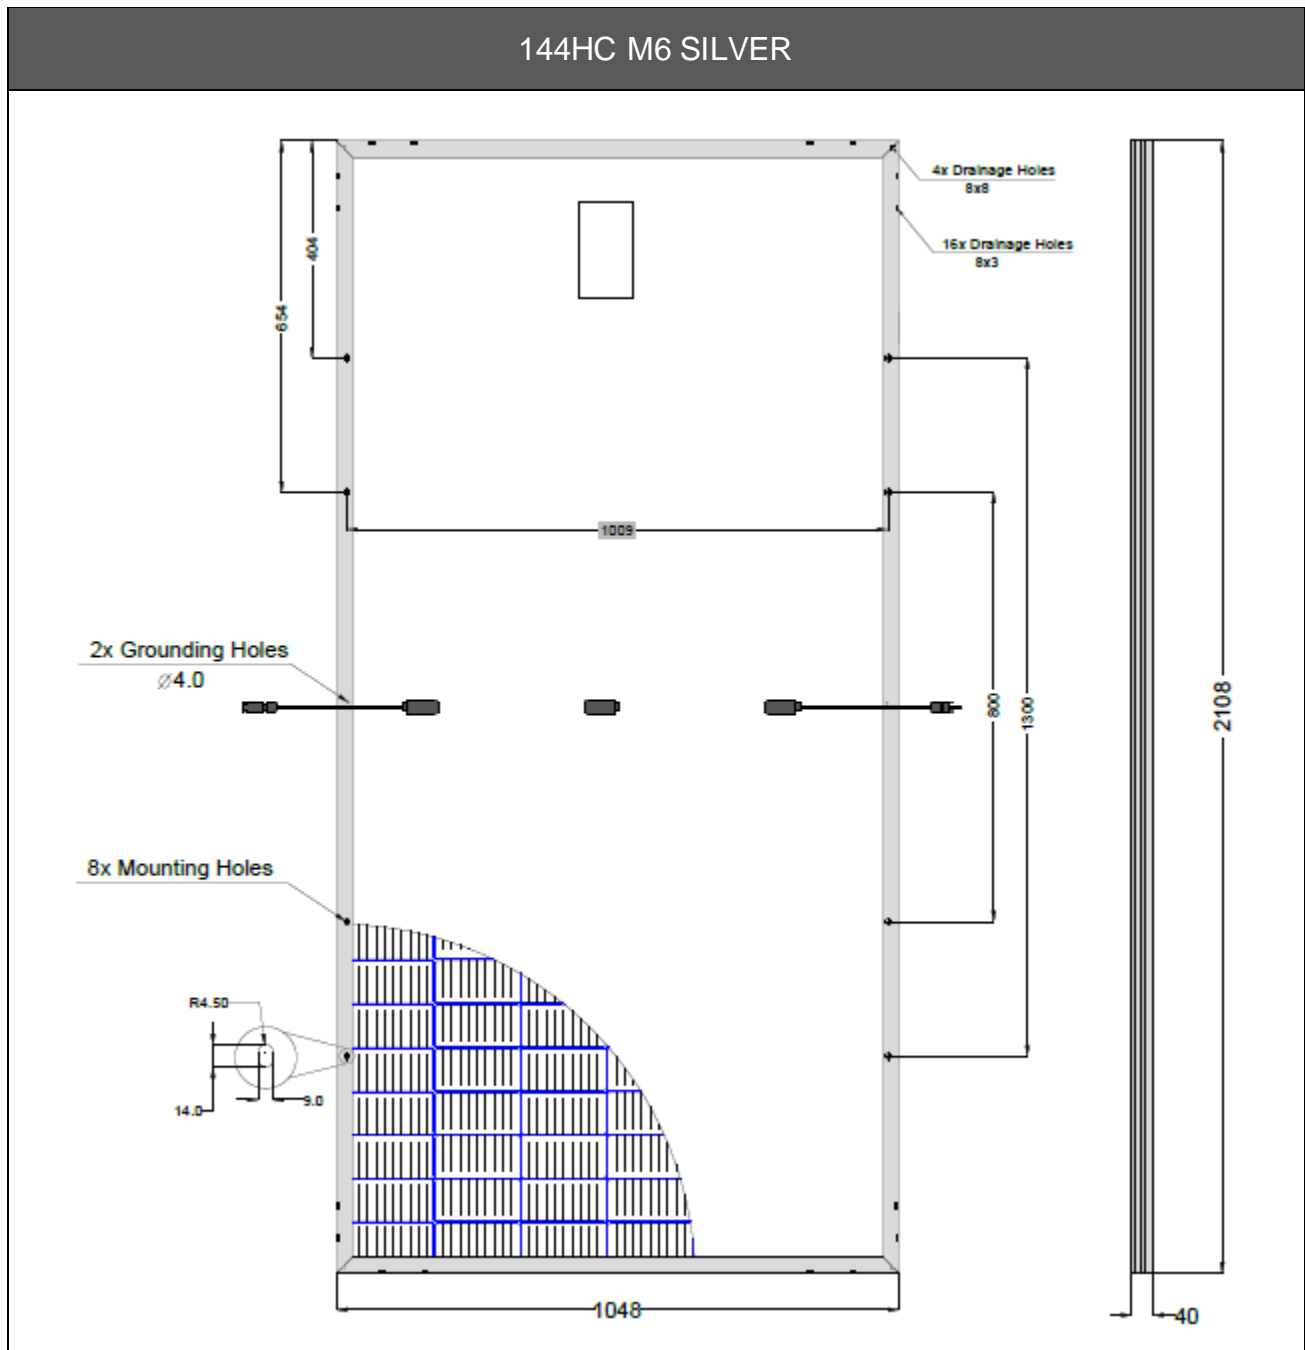 144HC M6 SILVER
4x Drainage Holes
8x8
16x Drainage Holes
8x3
404
654
1009
2x Grounding Holes
Ø4.0
800
1300
2108
8x Mounting Holes
R4.50
14.0
9.0
1048
40